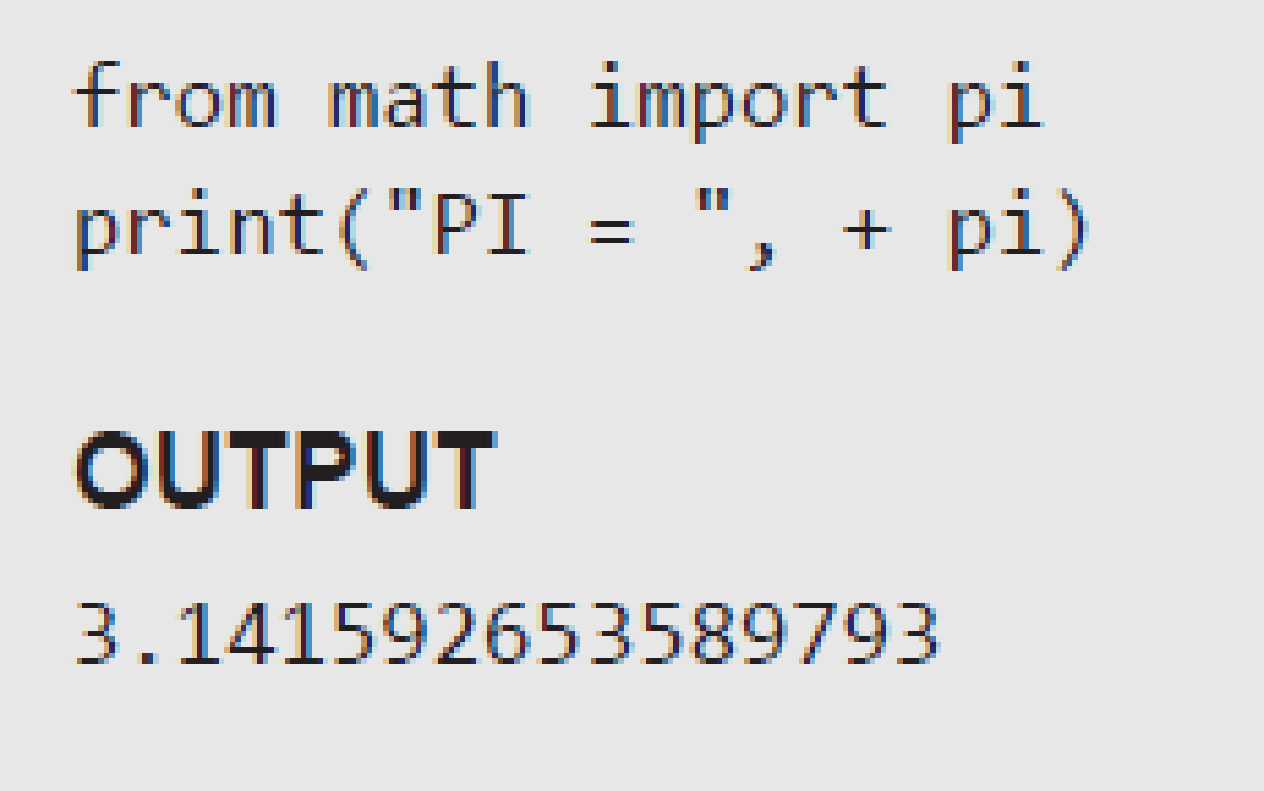 from math import pi
print("PI = ", + pi)
OUTPUT
3.141592653589793